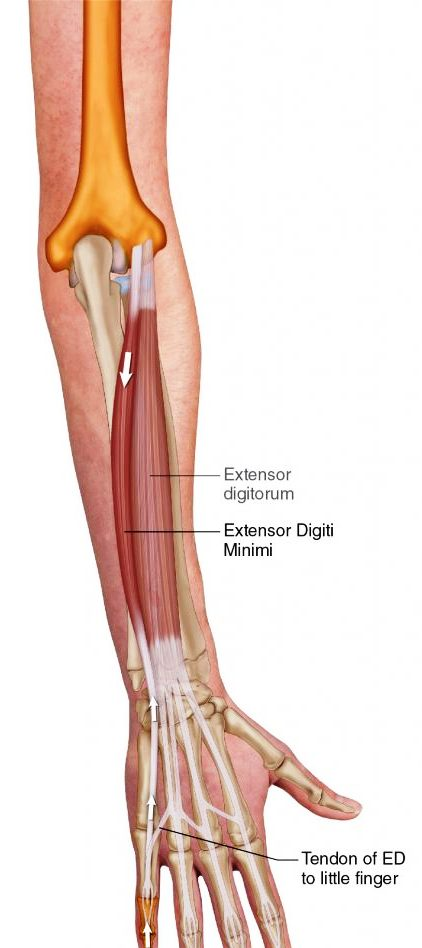 Extensor
digitorum
Extensor Digiti
Minimi
Tendon of ED
to little finger